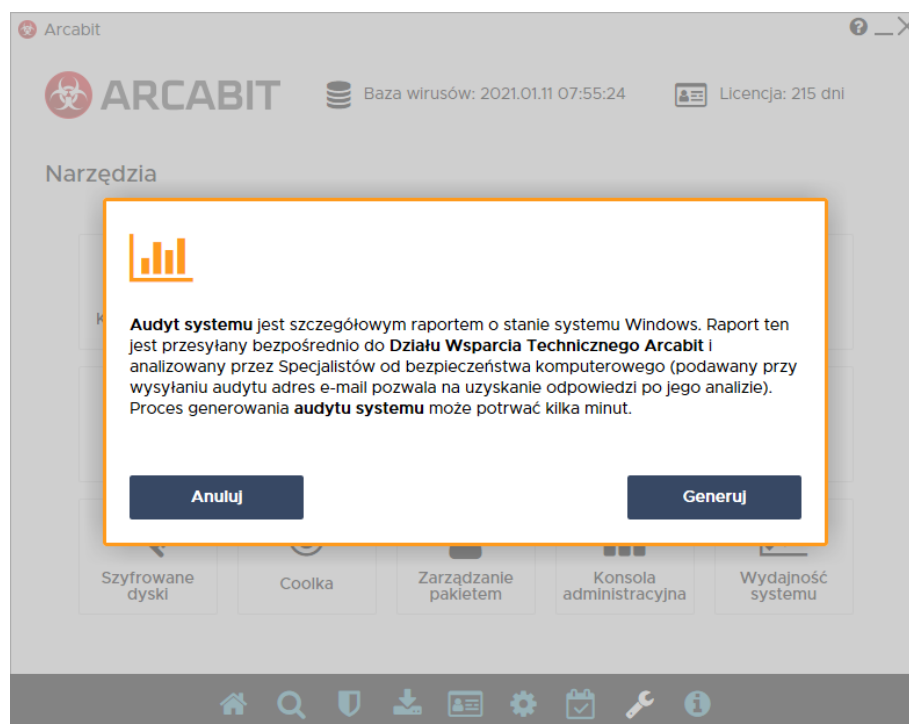 Arcabit
ARCABIT
Baza wirusów: 2021.01.11 07:55:24
Licencja: 215 dni
Narzędzia
Audyt systemu jest szczegółowym raportem o stanie systemu Windows. Raport ten
jest przesyłany bezpośrednio do Działu Wsparcia Technicznego Arcabit i
analizowany przez Specjalistów od bezpieczeństwa komputerowego (podawany przy
wysyłaniu audytu adres e-mail pozwala na uzyskanie odpowiedzi po jego analizie).
Proces generowania audytu systemu może potrwać kilka minut.
Anuluj
Generuj
Szyfrowane
dyski
Coolka
Zarządzanie
pakietem
Konsola
administracyjna
Wydajność
systemu